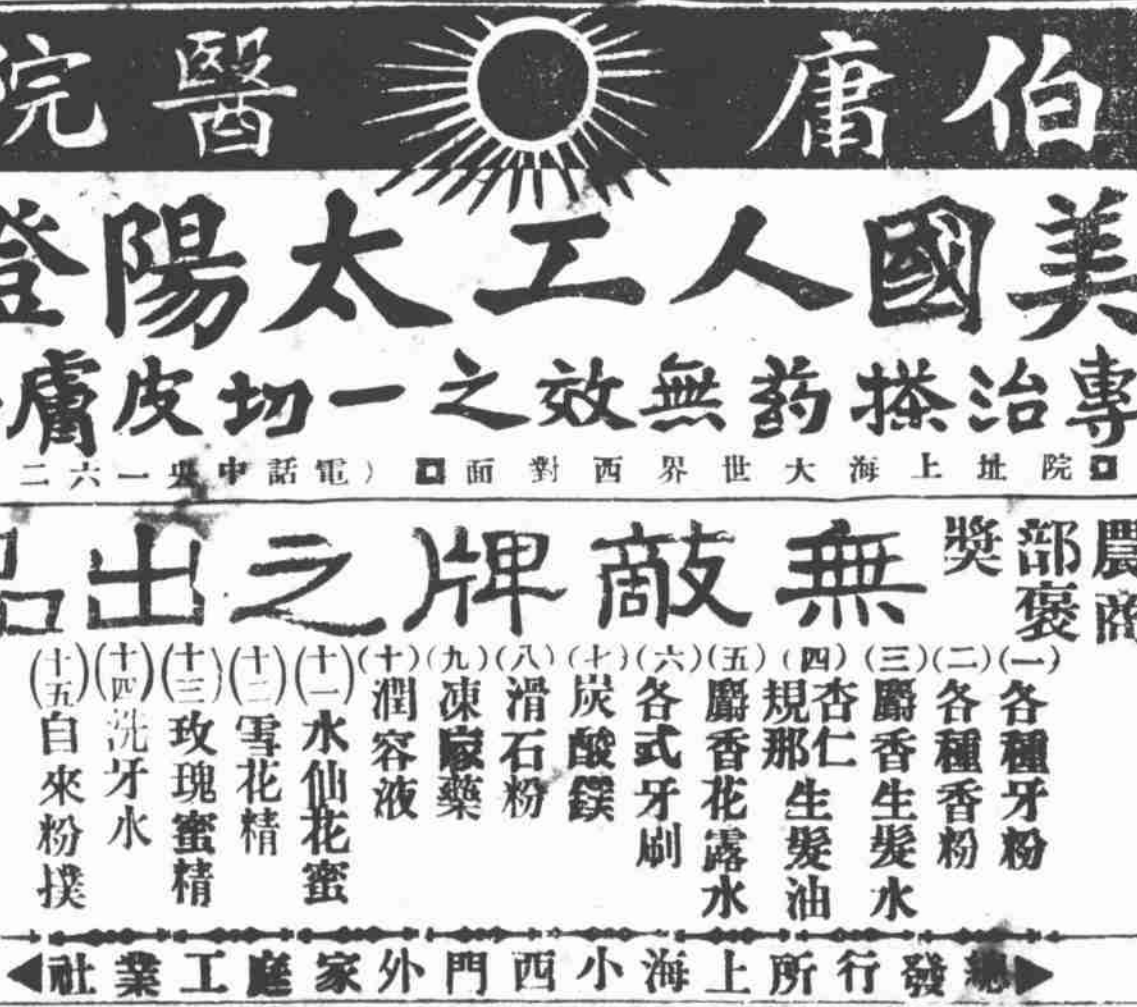 伯庸醫院
美國人工太陽燈
專治搽药無效之一切皮膚
院址上海大世界西對面（電話中央一六二
農商部褒獎
無敵牌之出品
(一)各種牙粉
(二)各種香粉
(三)麝香生髮水
(四)杏仁規那生髮油
(五)麝香花露水
(六)各式牙刷
(七)炭酸鎂
(八)滑石粉
(九)凍瘃藥
(十)潤容液
(十一)水仙花蜜
(十二)雪花精
(十三)玫瑰蜜精
(十四)洗牙水
(十五)自來粉撲
總發行所上海小西門外家庭工業社